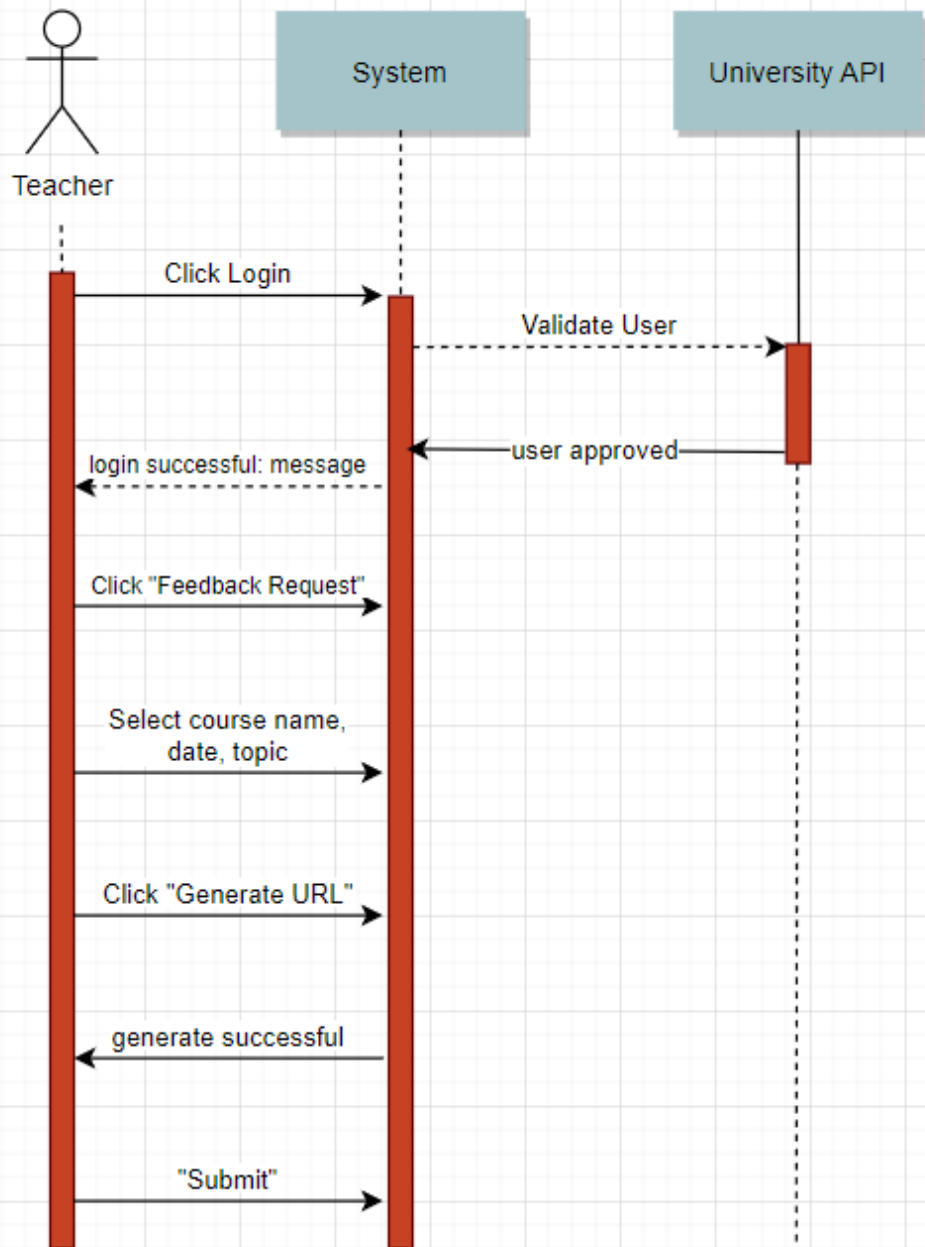 System
University API
Teacher
Click Login
Validate User
user approved
login successful: message
Click "Feedback Request"
Select course name,
date, topic
Click "Generate URL"
generate successful
"Submit"